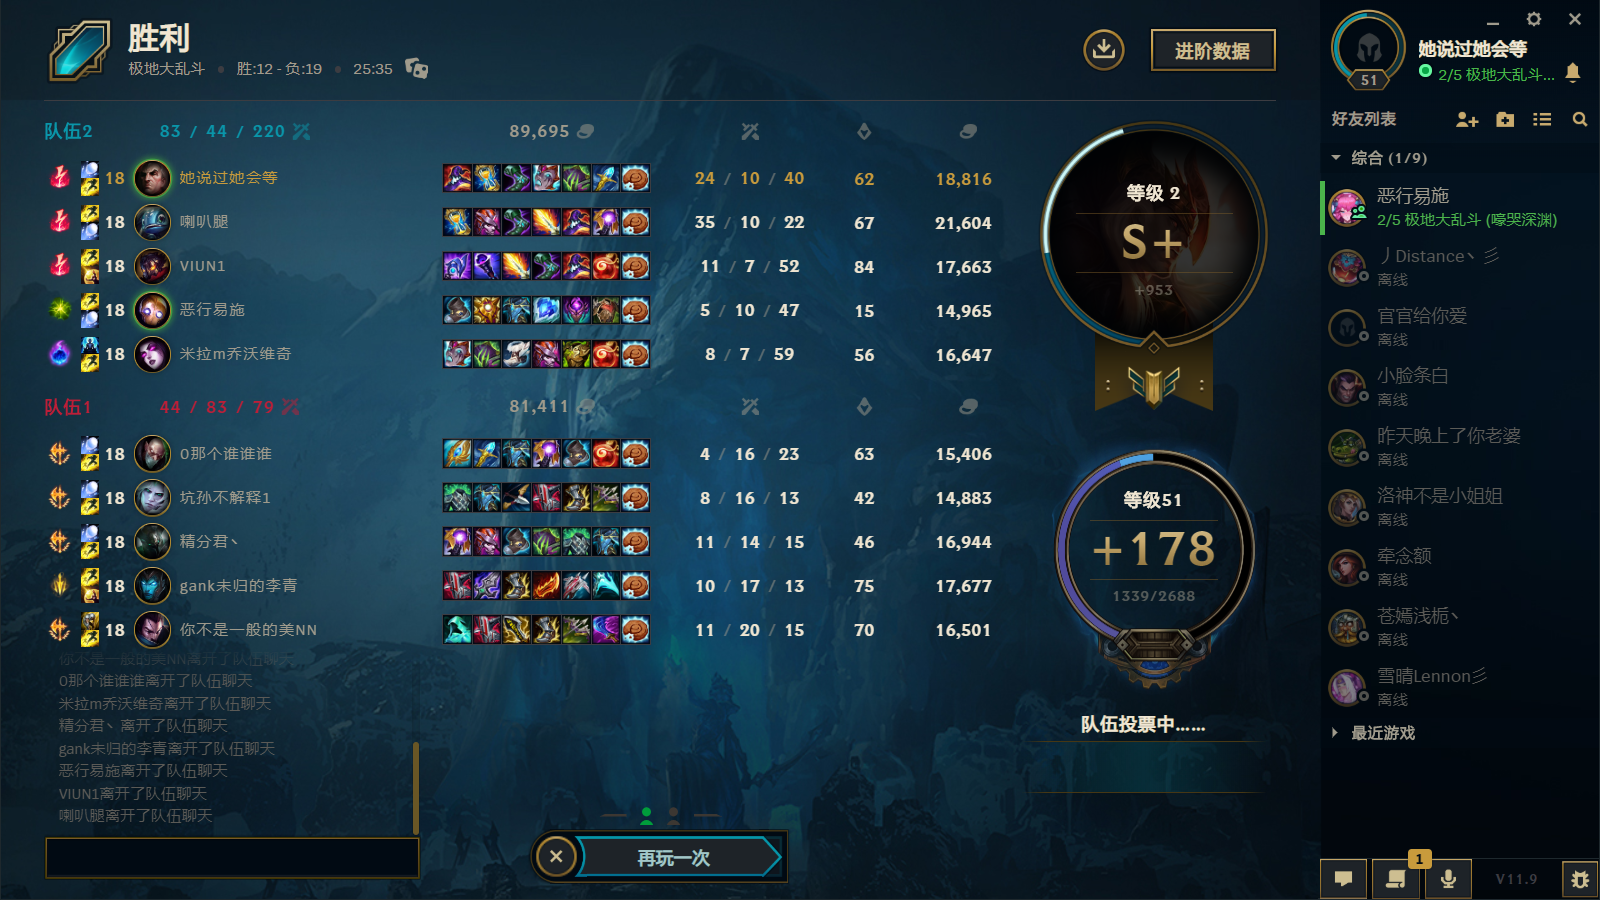 胜利
极地大乱斗 • 胜:12 - 负:19 • 25:35
进阶数据
队伍2 83 / 44 / 220 89,695
18 她说过她会等 24 / 10 / 40 62 18,816
18 喇叭腿 35 / 10 / 22 67 21,604
18 VIUN1 11 / 7 / 52 84 17,663
18 恶行易施 5 / 10 / 47 15 14,965
18 米拉m乔沃维奇 8 / 7 / 59 56 16,647
队伍1 44 / 83 / 79 81,411
18 0那个谁谁谁 4 / 16 / 23 63 15,406
18 坑孙不解释1 8 / 16 / 13 42 14,883
18 精分君丶 11 / 14 / 15 46 16,944
18 gank未归的李青 10 / 17 / 13 75 17,677
18 你不是一般的美NN 11 / 20 / 15 70 16,501
你不是一般的美NN离开了队伍聊天
0那个谁谁谁离开了队伍聊天
米拉m乔沃维奇离开了队伍聊天
精分君丶离开了队伍聊天
gank未归的李青离开了队伍聊天
恶行易施离开了队伍聊天
VIUN1离开了队伍聊天
喇叭腿离开了队伍聊天
再玩一次
等级 2
S+
+953
等级51
+178
1339/2688
队伍投票中......
51
她说过她会等
2/5 极地大乱斗...
好友列表
综合 (1/9)
恶行易施
2/5 极地大乱斗 (嚎哭深渊)
丿Distance丶彡
离线
官官给你爱
离线
小脸条白
离线
昨天晚上了你老婆
离线
洛神不是小姐姐
离线
牵念额
离线
苍嫣浅栀丶
离线
雪晴Lennon彡
离线
最近游戏
1
V11.9